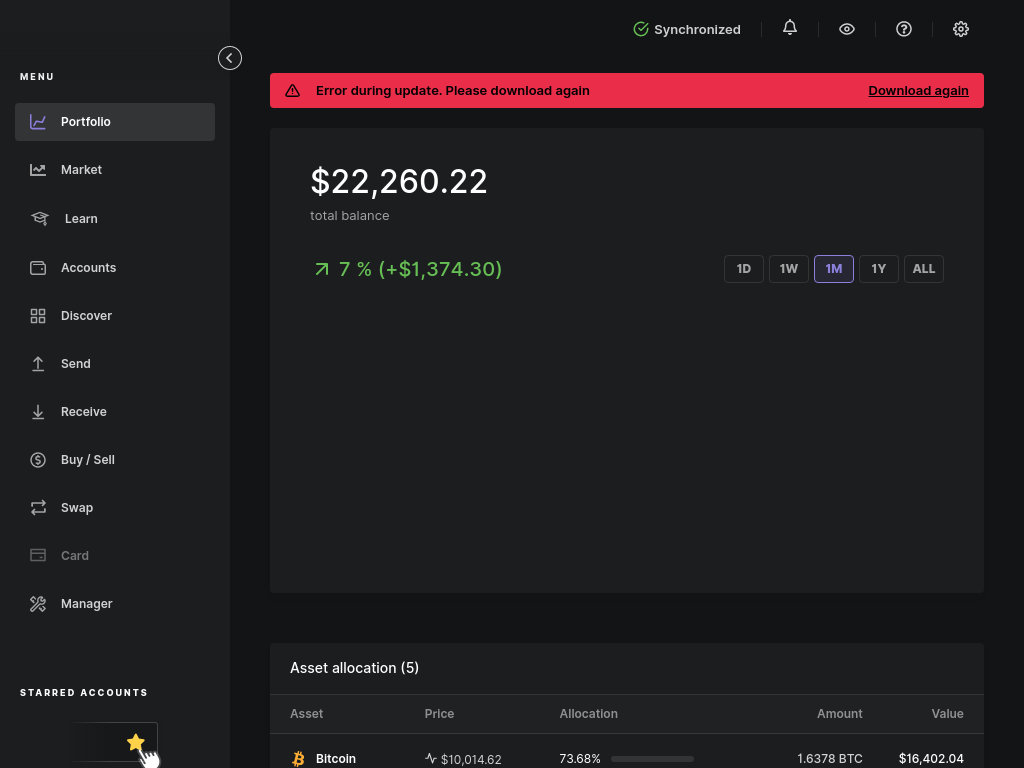 Synchronized
MENU
Error during update. Please download again
Download again
Portfolio
Market
Learn
Accounts
Discover
Send
Receive
Buy / Sell
Swap
Card
Manager
STARRED ACCOUNTS
$22,260.22
total balance
7 % (+$1,374.30)
1D 1W 1M 1Y ALL
Asset allocation (5)
Asset Price Allocation Amount Value
Bitcoin $10,014.62 73.68% 1.6378 BTC $16,402.04